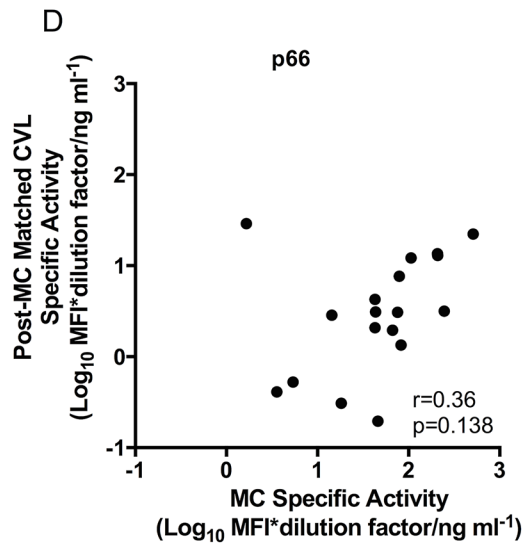 D
p66
Post-MC Matched CVL
Specific Activity
(Log10 MFI*dilution factor/ng ml-1)
3
2
1
0
-1
-1 0 1 2 3
r=0.36
p=0.138
MC Specific Activity
(Log10 MFI*dilution factor/ng ml-1)